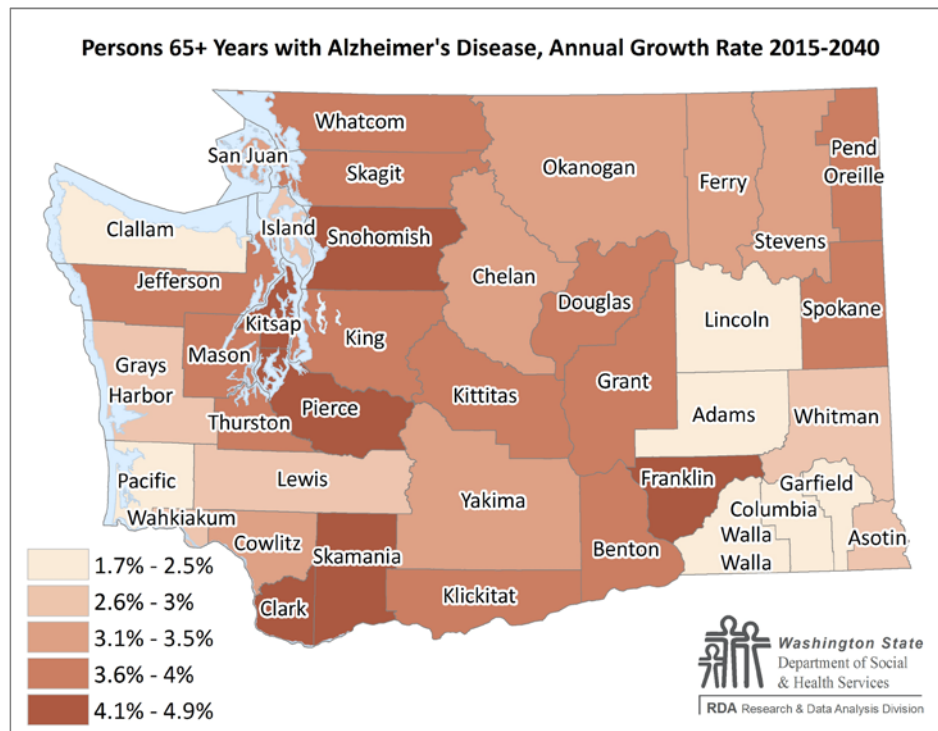 Persons 65+ Years with Alzheimer's Disease, Annual Growth Rate 2015-2040
Whatcom
San Juan
Skagit
Okanogan
Ferry
Pend
Oreille
Stevens
Clallam
Island
Snohomish
Chelan
Jefferson
Douglas
Lincoln
Spokane
Kitsap
King
Mason
Grays
Harbor
Kittitas
Grant
Adams
Whitman
Thurston
Pierce
Pacific
Lewis
Yakima
Franklin
Garfield
Columbia
Wahkiakum
Walla
Walla
Asotin
Cowlitz
Skamania
Benton
Clark
Klickitat
1.7% - 2.5%
2.6% - 3%
3.1% - 3.5%
3.6% - 4%
4.1% - 4.9%
Washington State
Department of Social
& Health Services
RDA Research & Data Analysis Division